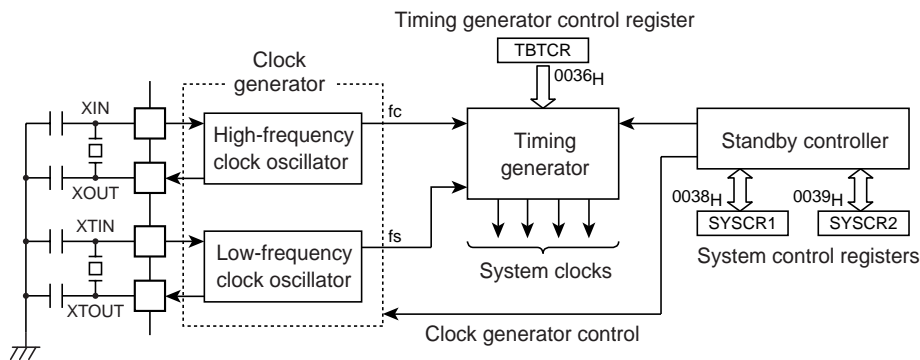 Timing generator control register
TBTCR
0036H
Clock
generator
XIN
fc
High-frequency
clock oscillator
Timing
generator
Standby controller
XOUT
0038H
0039H
XTIN
SYSCR1
SYSCR2
fs
Low-frequency
clock oscillator
System clocks
System control registers
XTOUT
Clock generator control